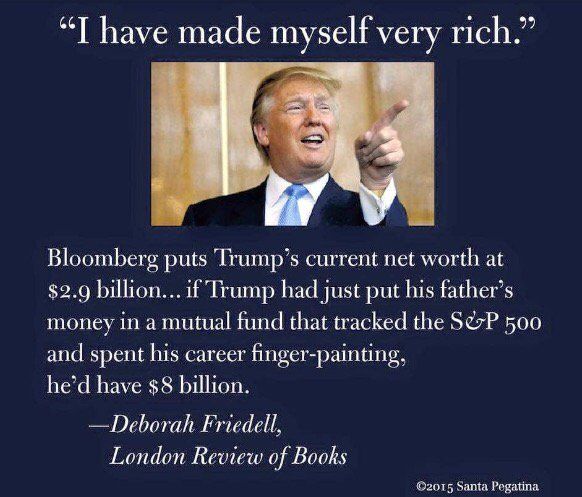 “I have made myself very rich.”
Bloomberg puts Trump’s current net worth at
$2.9 billion... if Trump had just put his father’s
money in a mutual fund that tracked the S&P 500
and spent his career finger-painting,
he’d have $8 billion.
—Deborah Friedell,
London Review of Books
©2015 Santa Pegatina